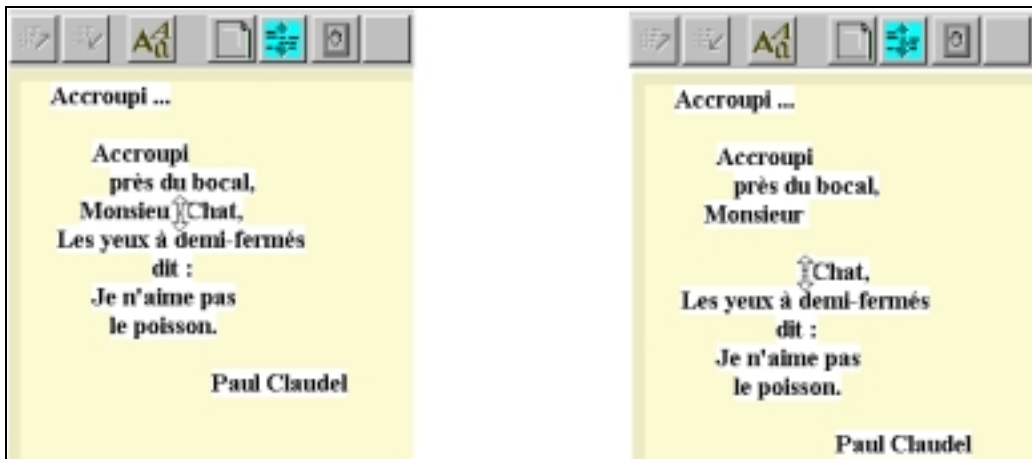 Accroupi ...
Accroupi
près du bocal,
Monsieu Chat,
Les yeux à demi-fermés
dit :
Je n'aime pas
le poisson.
Paul Claudel
Accroupi ...
Accroupi
près du bocal,
Monsieur
Chat,
Les yeux à demi-fermés
dit :
Je n'aime pas
le poisson.
Paul Claudel